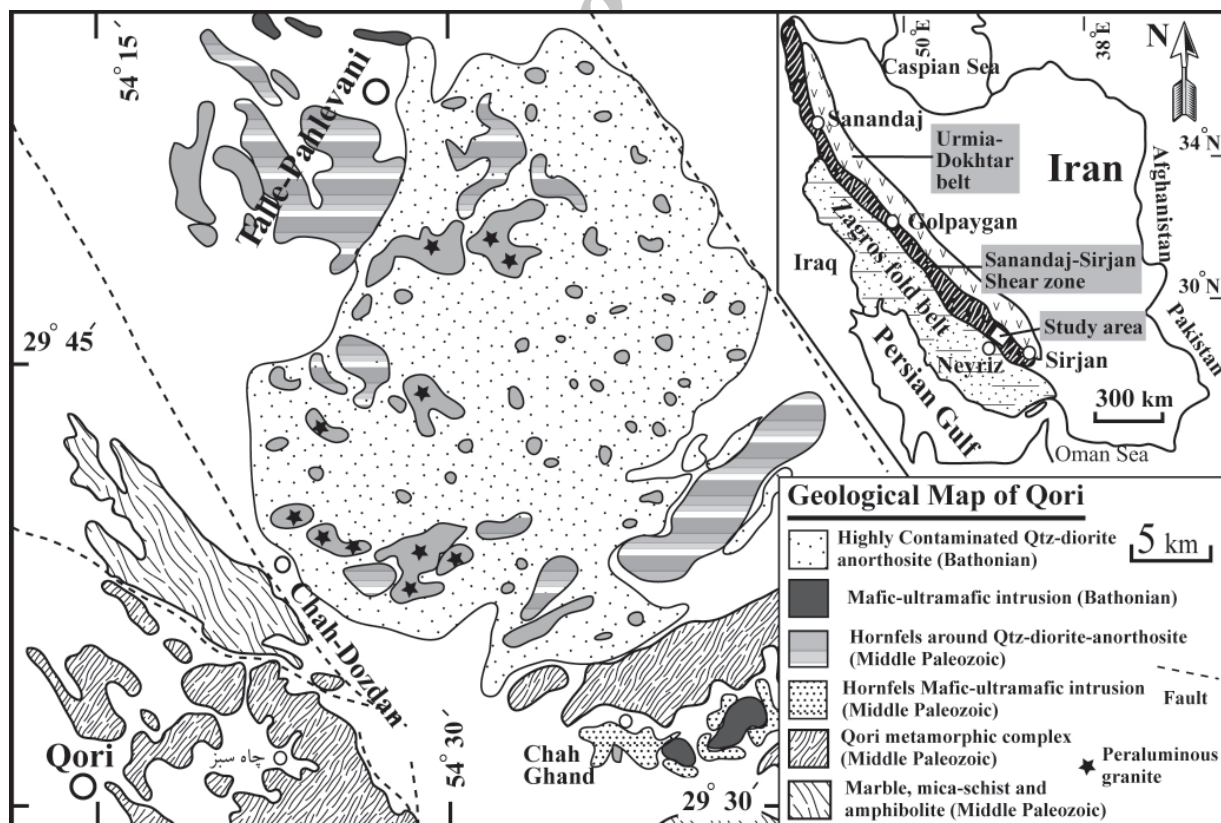 54° 15'
Talle-Pahlevani
29° 45'
Chah-Dozdan
Qori
چاه سبز
54° 30
Chah
Ghand
29° 30
50° E
38° E
N
Caspian Sea
Sanandaj
34° N
Urmia-
Dokhtar
belt
Iran
Afghanistan
Golpaygan
Zagros fold belt
Iraq
Sanandaj-Sirjan
Shear zone
30° N
Study area
Pakistan
Neyriz
Sirjan
Persian Gulf
300 km
Oman Sea
Geological Map of Qori
Highly Contaminated Qtz-diorite
anorthosite (Bathonian)
5 km
Mafic-ultramafic intrusion (Bathonian)
Hornfels around Qtz-diorite-anorthosite
(Middle Paleozoic)
Hornfels Mafic-ultramafic intrusion
(Middle Paleozoic)
Fault
Qori metamorphic complex
(Middle Paleozoic)
Peraluminous
granite
Marble, mica-schist and
amphibolite (Middle Paleozoic)